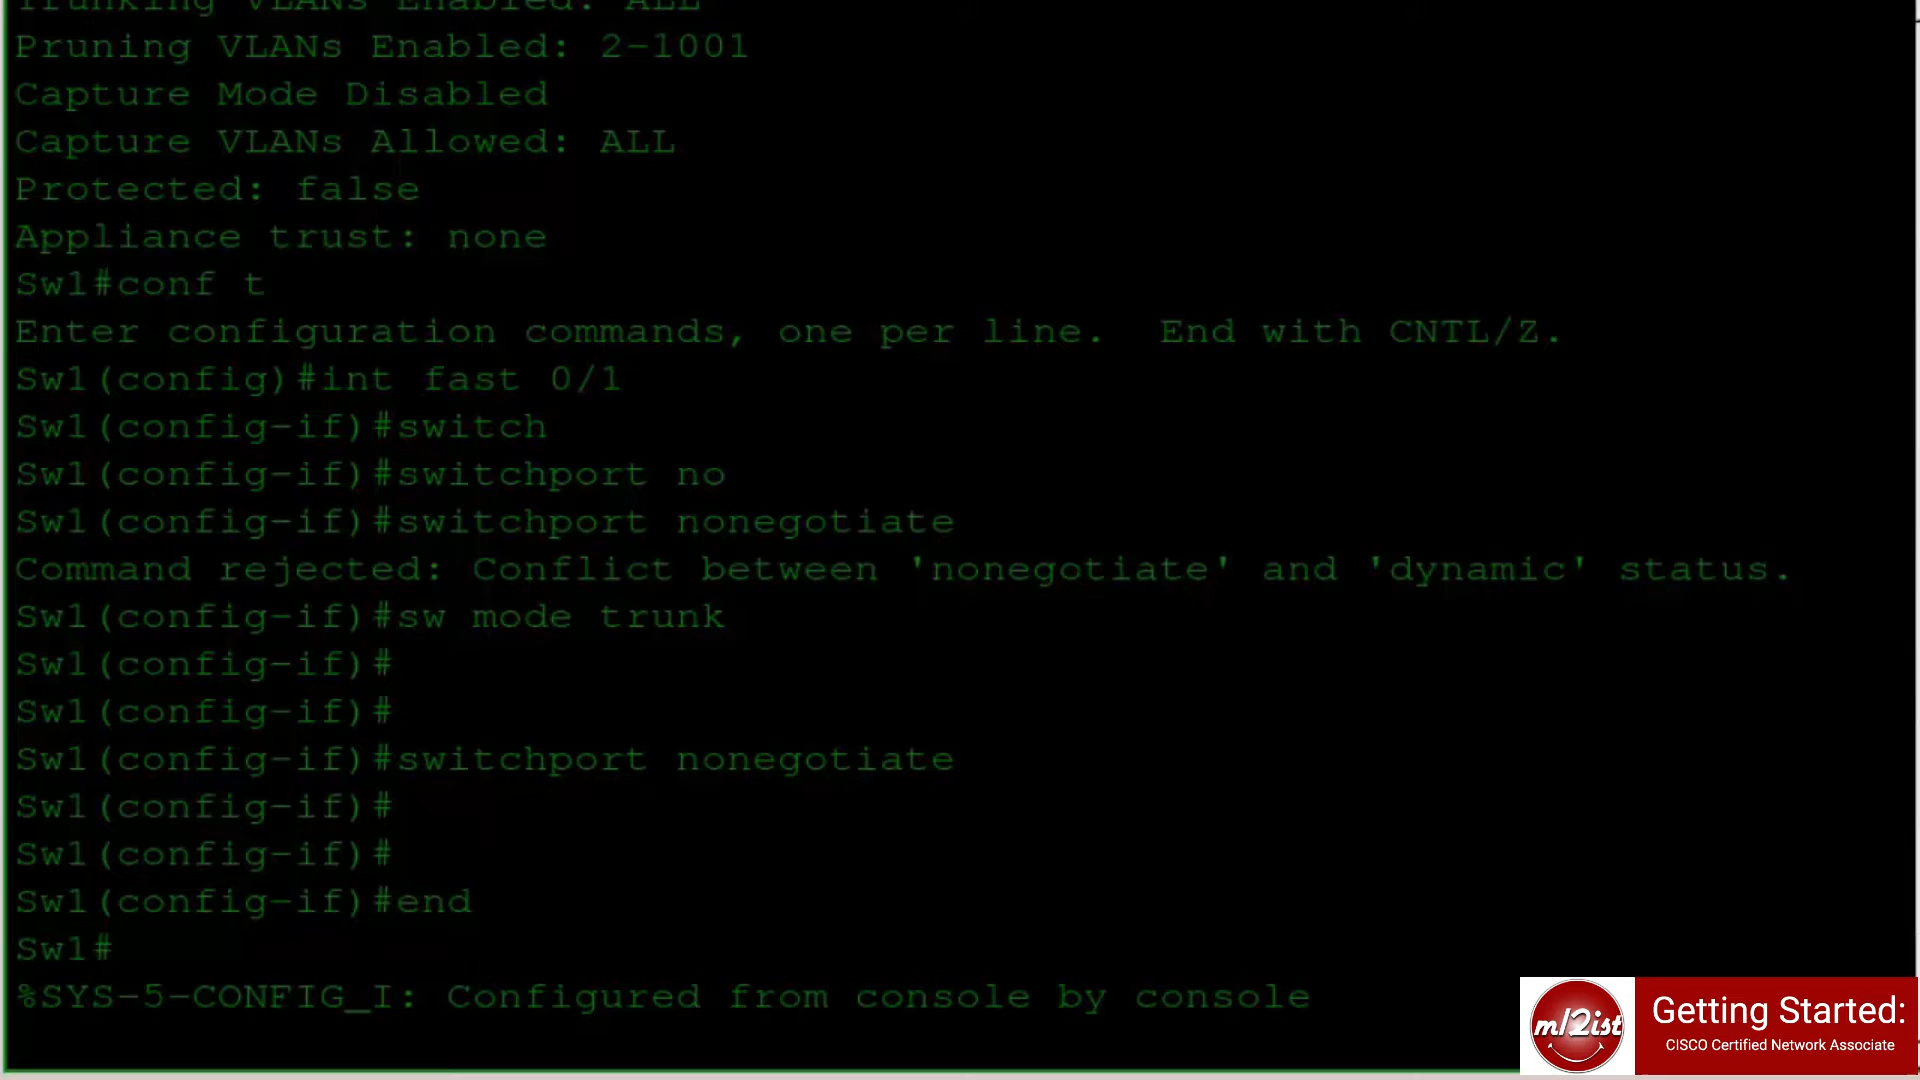 Trunking VLANs Enabled: ALL
Pruning VLANs Enabled: 2-1001
Capture Mode Disabled
Capture VLANs Allowed: ALL
Protected: false
Appliance trust: none
Sw1#conf t
Enter configuration commands, one per line.  End with CNTL/Z.
Sw1(config)#int fast 0/1
Sw1(config-if)#switch
Sw1(config-if)#switchport no
Sw1(config-if)#switchport nonegotiate
Command rejected: Conflict between 'nonegotiate' and 'dynamic' status.
Sw1(config-if)#sw mode trunk
Sw1(config-if)#
Sw1(config-if)#
Sw1(config-if)#switchport nonegotiate
Sw1(config-if)#
Sw1(config-if)#
Sw1(config-if)#end
Sw1#
%SYS-5-CONFIG_I: Configured from console by console
ml2ist
Getting Started:
CISCO Certified Network Associate